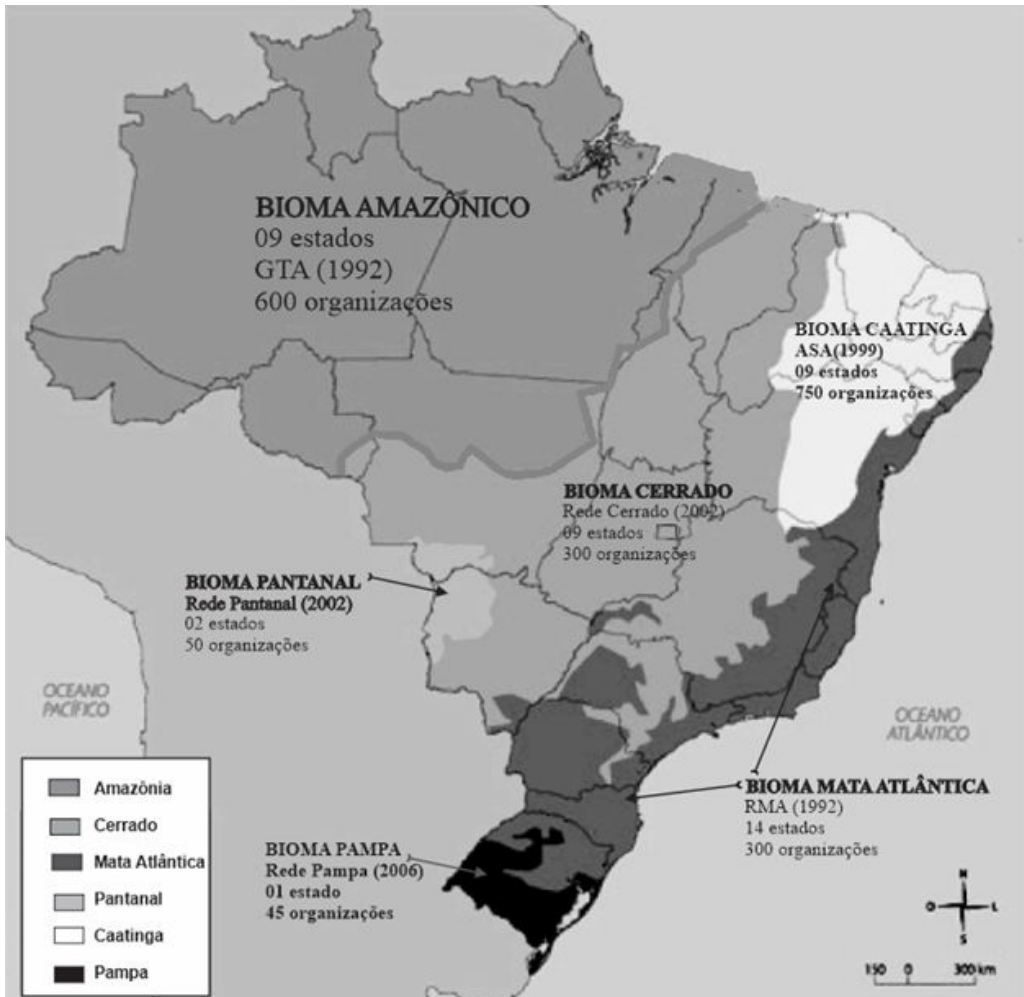 BIOMA AMAZÔNICO
09 estados
GTA (1992)
600 organizações
BIOMA CAATINGA
ASA(1999)
09 estados
750 organizações
BIOMA CERRADO
Rede Cerrado (2002)
09 estados
300 organizações
BIOMA PANTANAL
Rede Pantanal (2002)
02 estados
50 organizações
OCEANO
PACÍFICO
OCEANO
ATLÂNTICO
BIOMA MATA ATLÂNTICA
RMA (1992)
14 estados
300 organizações
BIOMA PAMPA
Rede Pampa (2006)
01 estado
45 organizações
Amazônia
Cerrado
Mata Atlântica
Pantanal
Caatinga
Pampa
N
O L
S
150 0 300 km